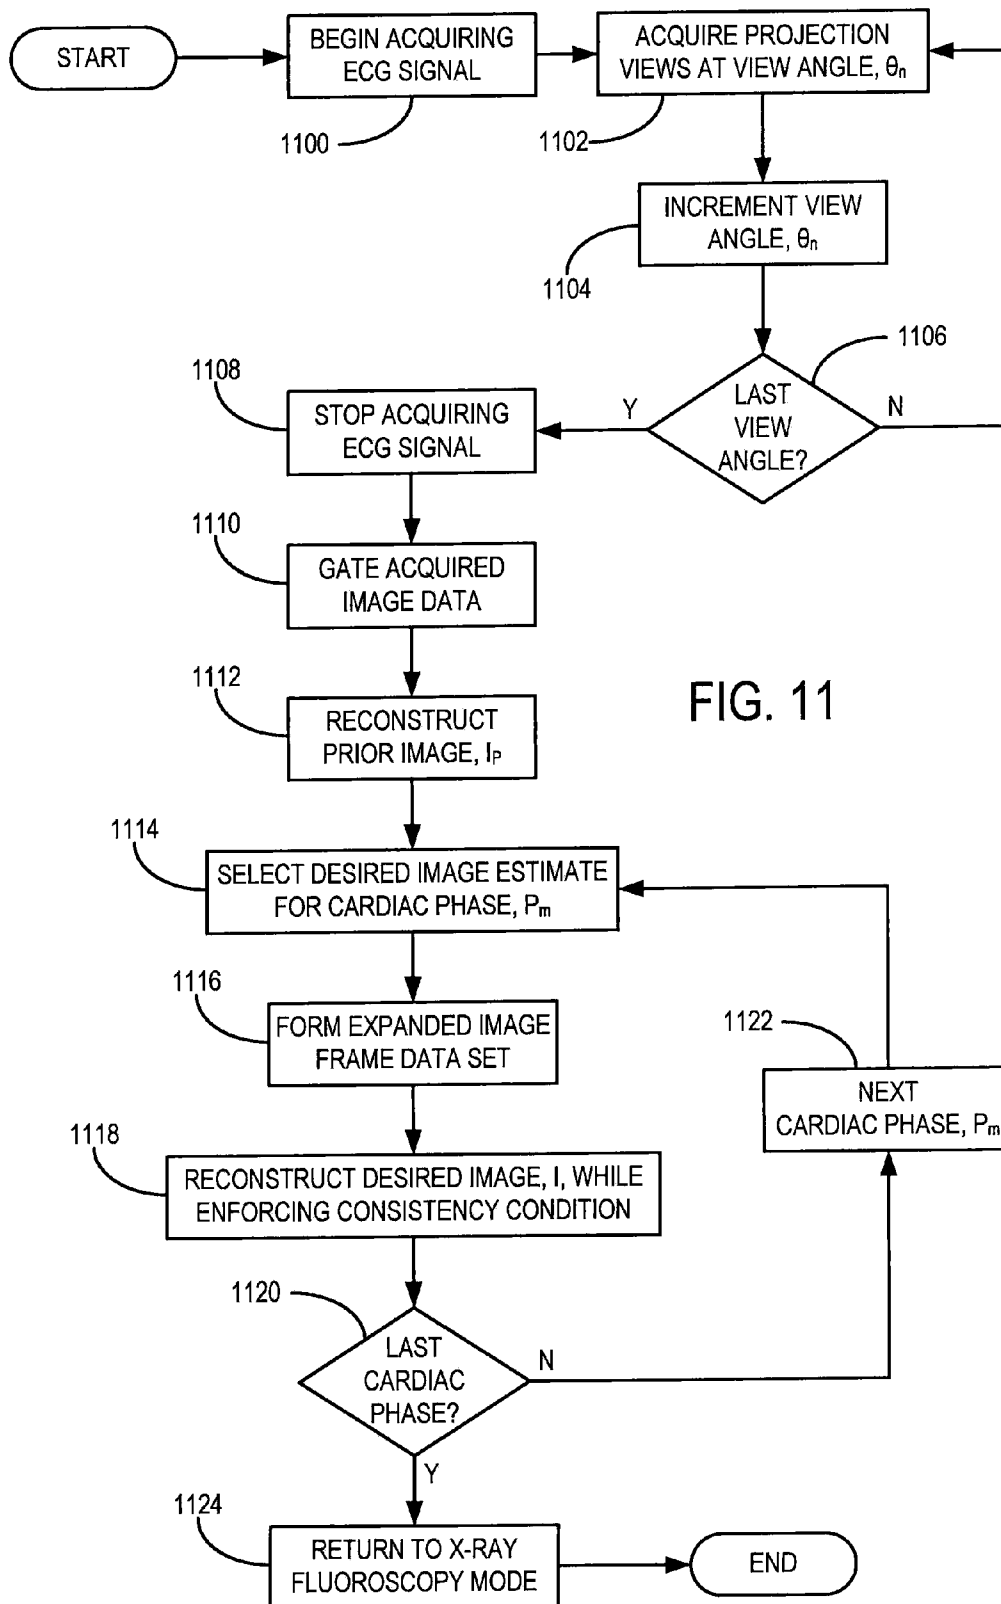 START
BEGIN ACQUIRING
ECG SIGNAL
1100
ACQUIRE PROJECTION
VIEWS AT VIEW ANGLE, θn
1102
INCREMENT VIEW
ANGLE, θn
1104
1106
LAST
VIEW
ANGLE?
Y
N
1108
STOP ACQUIRING
ECG SIGNAL
1110
GATE ACQUIRED
IMAGE DATA
1112
RECONSTRUCT
PRIOR IMAGE, IP
FIG. 11
1114
SELECT DESIRED IMAGE ESTIMATE
FOR CARDIAC PHASE, Pm
1116
FORM EXPANDED IMAGE
FRAME DATA SET
1122
NEXT
CARDIAC PHASE, Pm
1118
RECONSTRUCT DESIRED IMAGE, I, WHILE
ENFORCING CONSISTENCY CONDITION
1120
LAST
CARDIAC
PHASE?
N
Y
1124
RETURN TO X-RAY
FLUOROSCOPY MODE
END